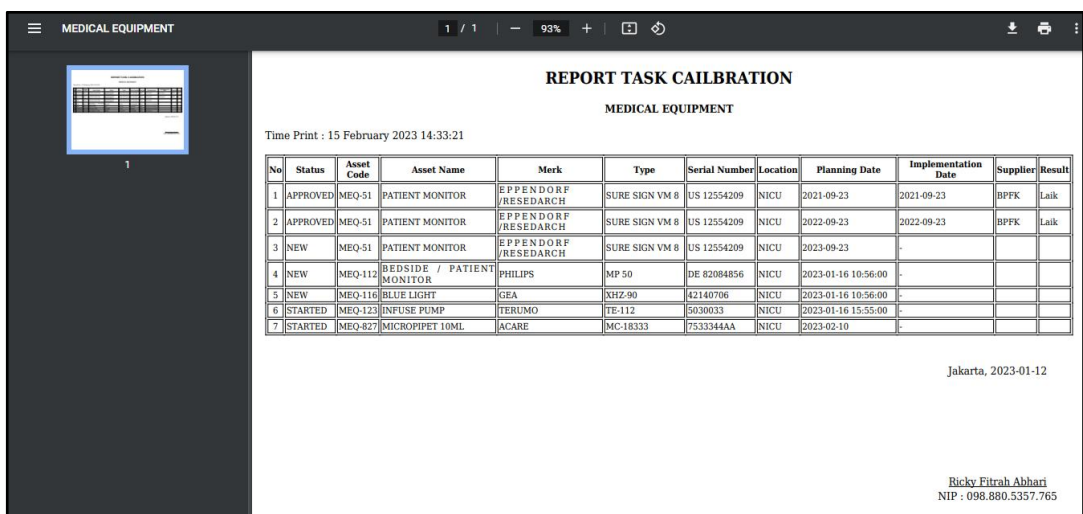 MEDICAL EQUIPMENT
1 / 1 | − 93% + |
1
REPORT TASK CAILBRATION
MEDICAL EQUIPMENT
Time Print : 15 February 2023 14:33:21
No Status Asset Code Asset Name Merk Type Serial Number Location Planning Date Implementation Date Supplier Result
1 APPROVED MEQ-51 PATIENT MONITOR EPPENDORF /RESEDARCH SURE SIGN VM 8 US 12554209 NICU 2021-09-23 2021-09-23 BPFK Laik
2 APPROVED MEQ-51 PATIENT MONITOR EPPENDORF /RESEDARCH SURE SIGN VM 8 US 12554209 NICU 2022-09-23 2022-09-23 BPFK Laik
3 NEW MEQ-51 PATIENT MONITOR EPPENDORF /RESEDARCH SURE SIGN VM 8 US 12554209 NICU 2023-09-23 -
4 NEW MEQ-112 BEDSIDE / PATIENT MONITOR PHILIPS MP 50 DE 82084856 NICU 2023-01-16 10:56:00 -
5 NEW MEQ-116 BLUE LIGHT GEA XHZ-90 42140706 NICU 2023-01-16 10:56:00 -
6 STARTED MEQ-123 INFUSE PUMP TERUMO TE-112 5030033 NICU 2023-01-16 15:55:00 -
7 STARTED MEQ-827 MICROPIPET 10ML ACARE MC-18333 7533344AA NICU 2023-02-10 -
Jakarta, 2023-01-12
Ricky Fitrah Abhari
NIP : 098.880.5357.765